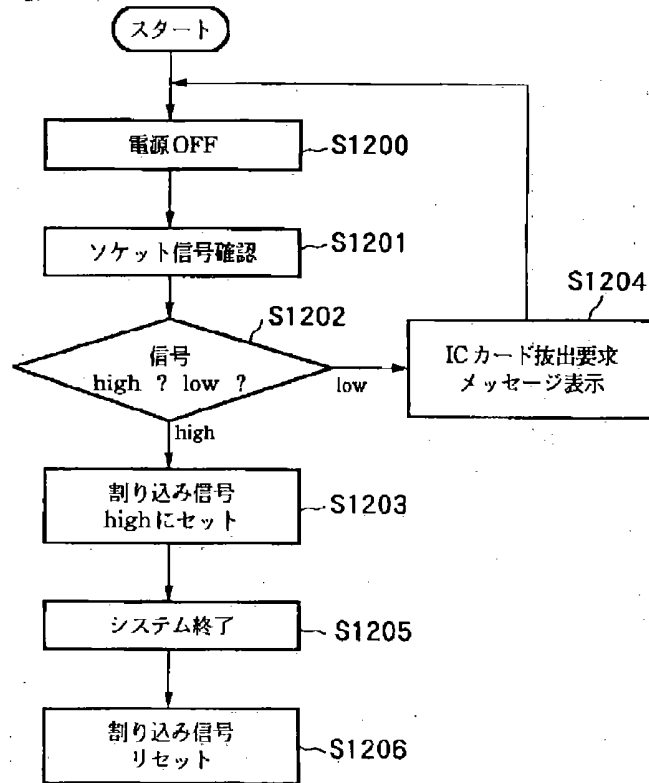 スタート
電源OFF
S1200
ソケット信号確認
S1201
S1202
信号
high ? low ?
low
high
S1204
ICカード抜出要求
メッセージ表示
割り込み信号
highにセット
S1203
システム終了
S1205
割り込み信号
リセット
S1206